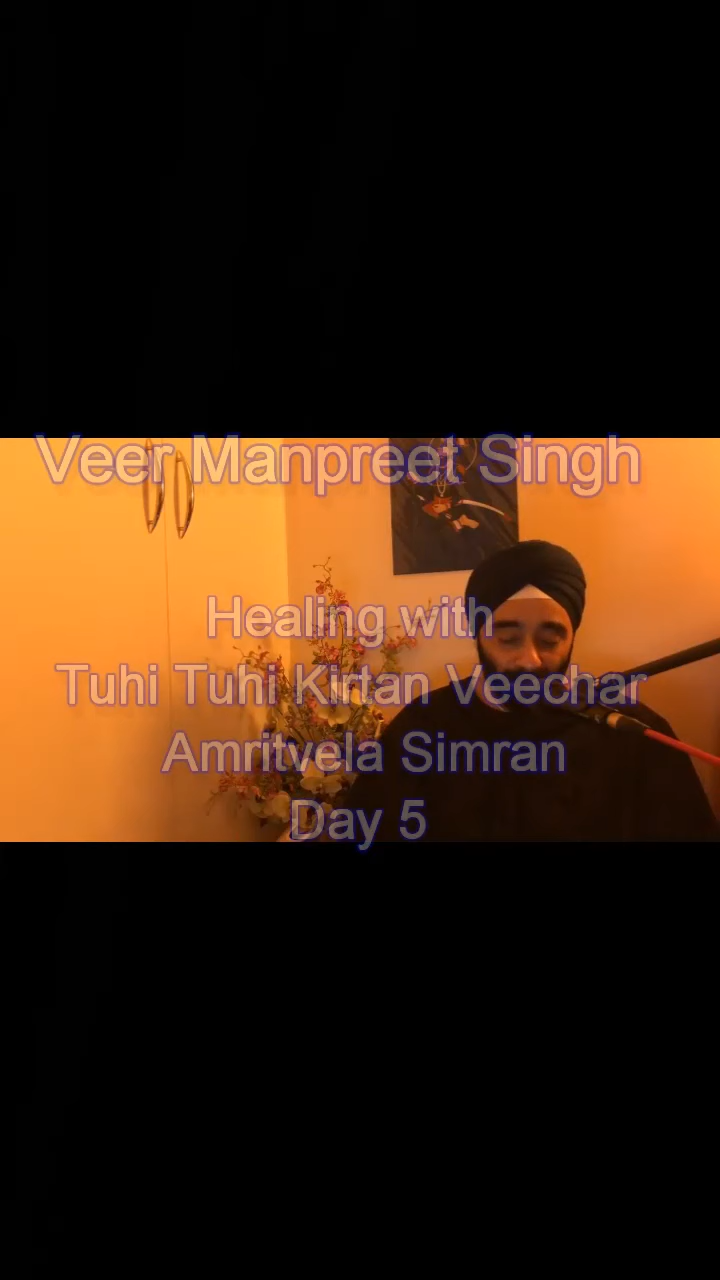 Veer Manpreet Singh
Healing with
Tuhi Tuhi Kirtan Veechar
Amritvela Simran
Day 5